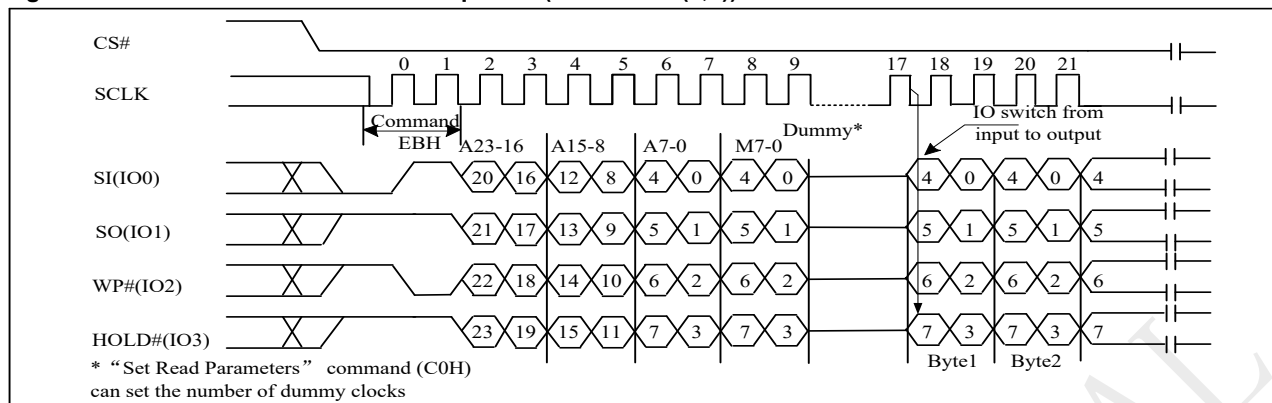 CS#
0 1 2 3 4 5 6 7 8 9 17 18 19 20 21
SCLK
Command
EBH
Dummy*
IO switch from
input to output
A23-16 A15-8 A7-0 M7-0
SI(IO0) 20 16 12 8 4 0 4 0 4 0 4 0 4
SO(IO1) 21 17 13 9 5 1 5 1 5 1 5 1 5
WP#(IO2) 22 18 14 10 6 2 6 2 6 2 6 2 6
HOLD#(IO3) 23 19 15 11 7 3 7 3 7 3 7 3 7
Byte1 Byte2
* “Set Read Parameters” command (C0H)
can set the number of dummy clocks